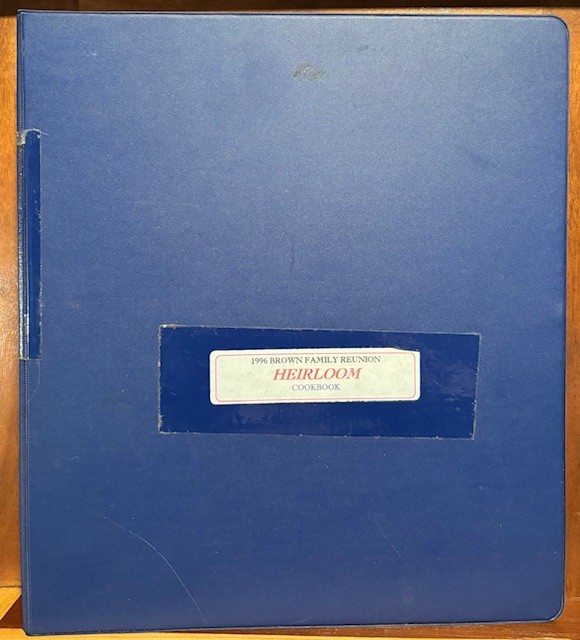 1996 BROWN FAMILY REUNION
HEIRLOOM
COOKBOOK